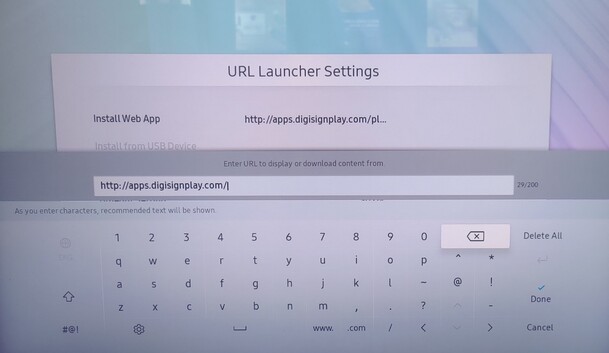 URL Launcher Settings
Install Web App http://apps.digisignplay.com/pl...
Install from USB Device
Enter URL to display or download content from.
http://apps.digisignplay.com/ 29/200
As you enter characters, recommended text will be shown.
1 2 3 4 5 6 7 8 9 0 Delete All
q w e r t y u i o p ^ *
a s d f g h j k l ~ @ !
z x c v b n m , . ? ^ - Done
#@! www. .com / < > Cancel